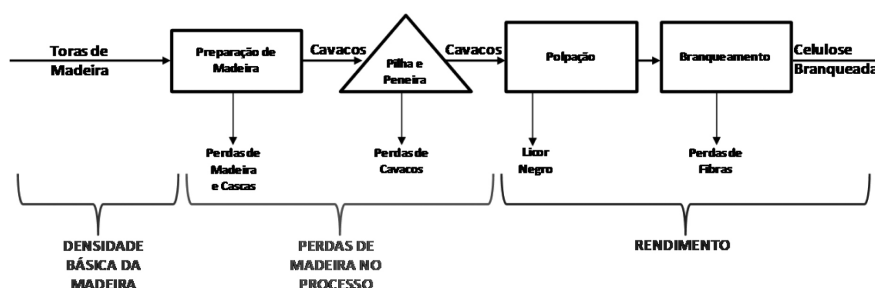 Toras de
Madeira
Preparação de
Madeira
Cavacos
Pilha e
Peneira
Cavacos
Polpação
Branqueamento
Celulose
Branqueada
Perdas de
Madeira
e Cascas
Perdas de
Cavacos
Licor
Negro
Perdas de
Fibras
DENSIDADE
BÁSICA DA
MADEIRA
PERDAS DE
MADEIRA NO
PROCESSO
RENDIMENTO